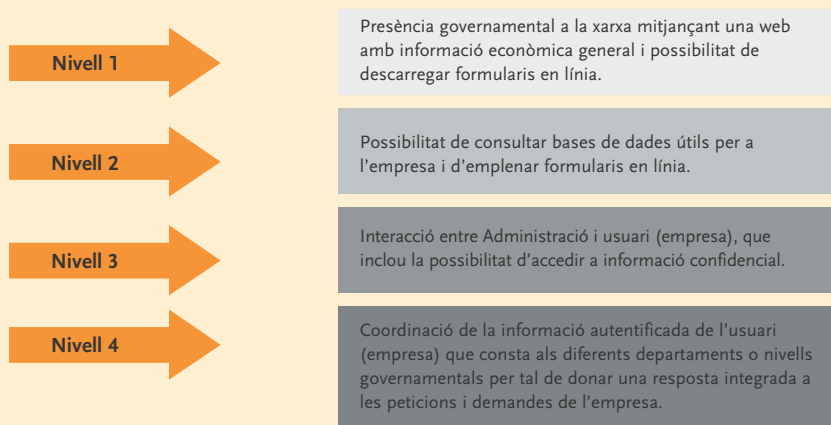 Nivell 1
Presència governamental a la xarxa mitjançant una web
amb informació econòmica general i possibilitat de
descarregar formularis en línia.
Nivell 2
Possibilitat de consultar bases de dades útils per a
l'empresa i d'emplenar formularis en línia.
Nivell 3
Interacció entre Administració i usuari (empresa), que
inclou la possibilitat d'accedir a informació confidencial.
Nivell 4
Coordinació de la informació autentificada de l'usuari
(empresa) que consta als diferents departaments o nivells
governamentals per tal de donar una resposta integrada a
les peticions i demandes de l'empresa.